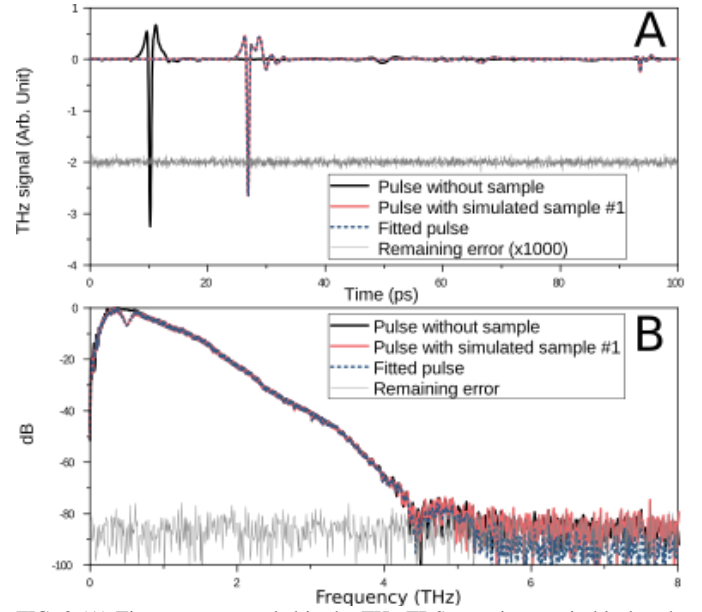 A
1
0
-1
-2
-3
-4
THz signal (Arb. Unit)
Pulse without sample
Pulse with simulated sample #1
Fitted pulse
Remaining error (x1000)
0 20 40 60 80 100
Time (ps)
B
0
-20
-40
-60
-80
-100
dB
Pulse without sample
Pulse with simulated sample #1
Fitted pulse
Remaining error
0 2 4 6 8
Frequency (THz)